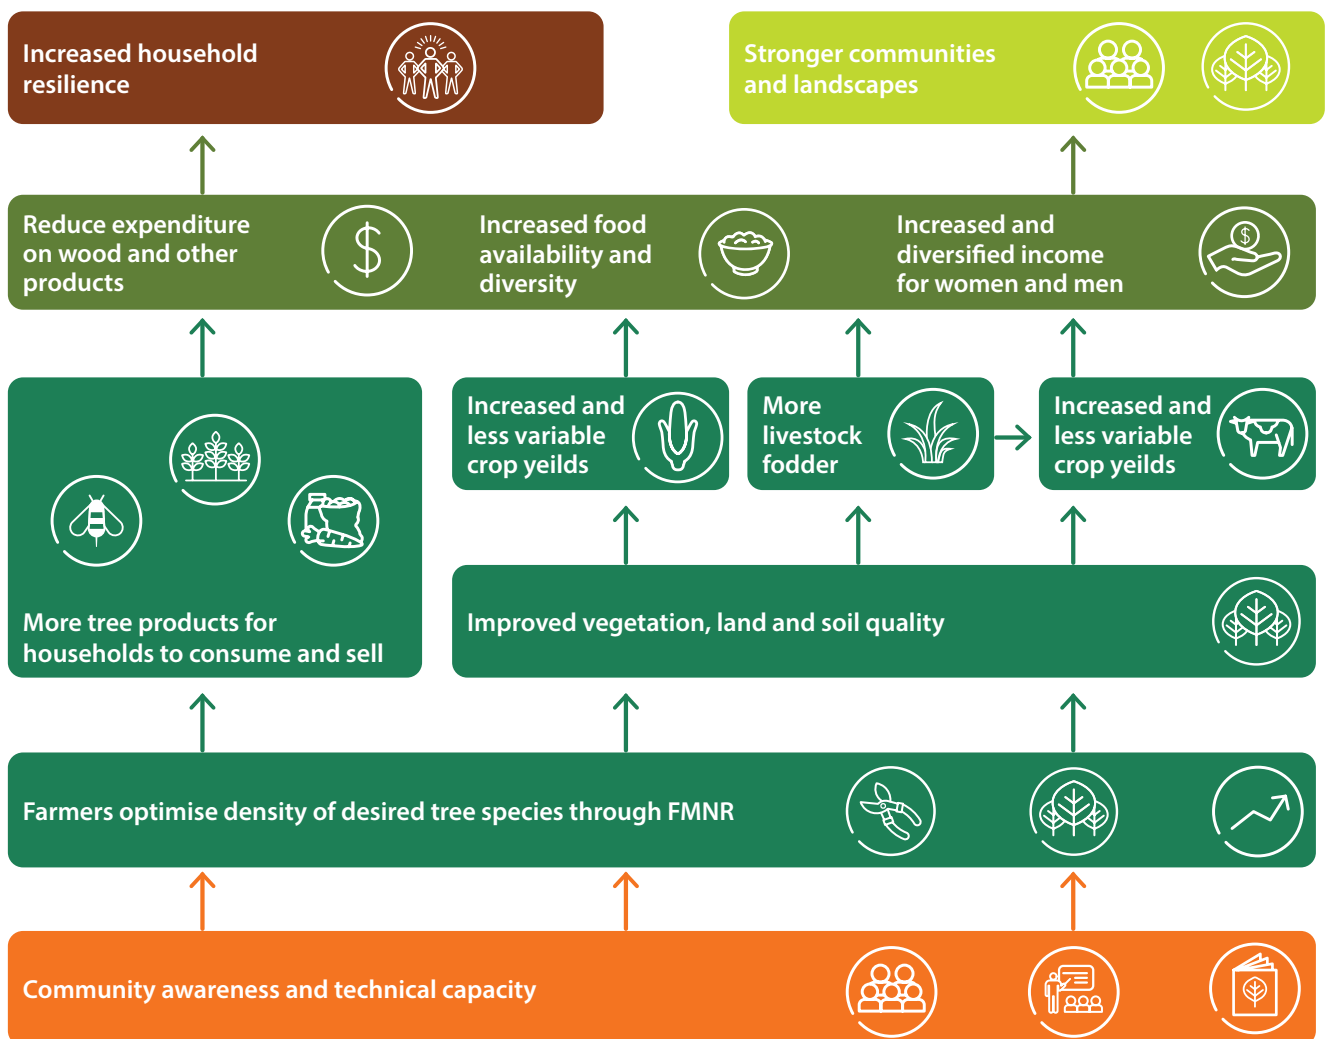 Increased household
resilience
Stronger communities
and landscapes
Reduce expenditure
on wood and other
products
$
Increased food
availability and
diversity
Increased and
diversified income
for women and men
$
Increased and
less variable
crop yeilds
More
livestock
fodder
Increased and
less variable
crop yeilds
More tree products for
households to consume and sell
Improved vegetation, land and soil quality
Farmers optimise density of desired tree species through FMNR
Community awareness and technical capacity